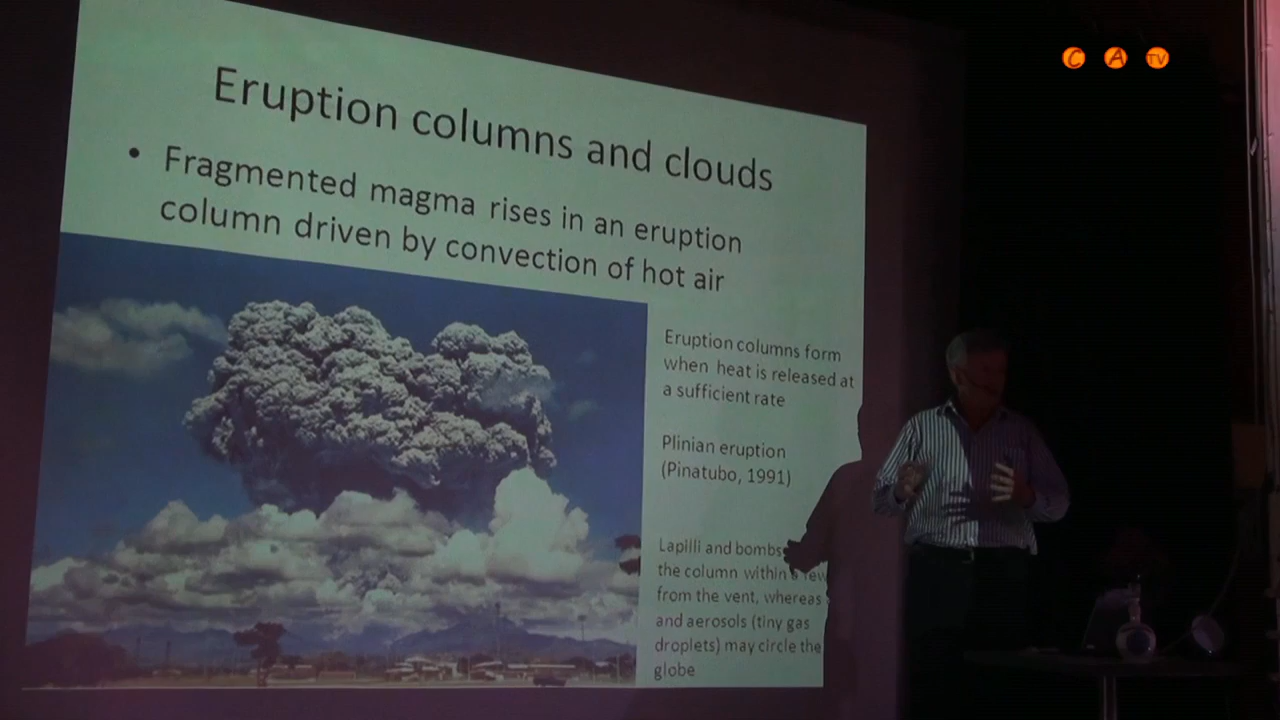 C A TV
Eruption columns and clouds
• Fragmented magma rises in an eruption
column driven by convection of hot air
Eruption columns form
when heat is released at
a sufficient rate
Plinian eruption
(Pinatubo, 1991)
Lapilli and bombs
the column within a few
from the vent, whereas
and aerosols (tiny gas
droplets) may circle the
globe